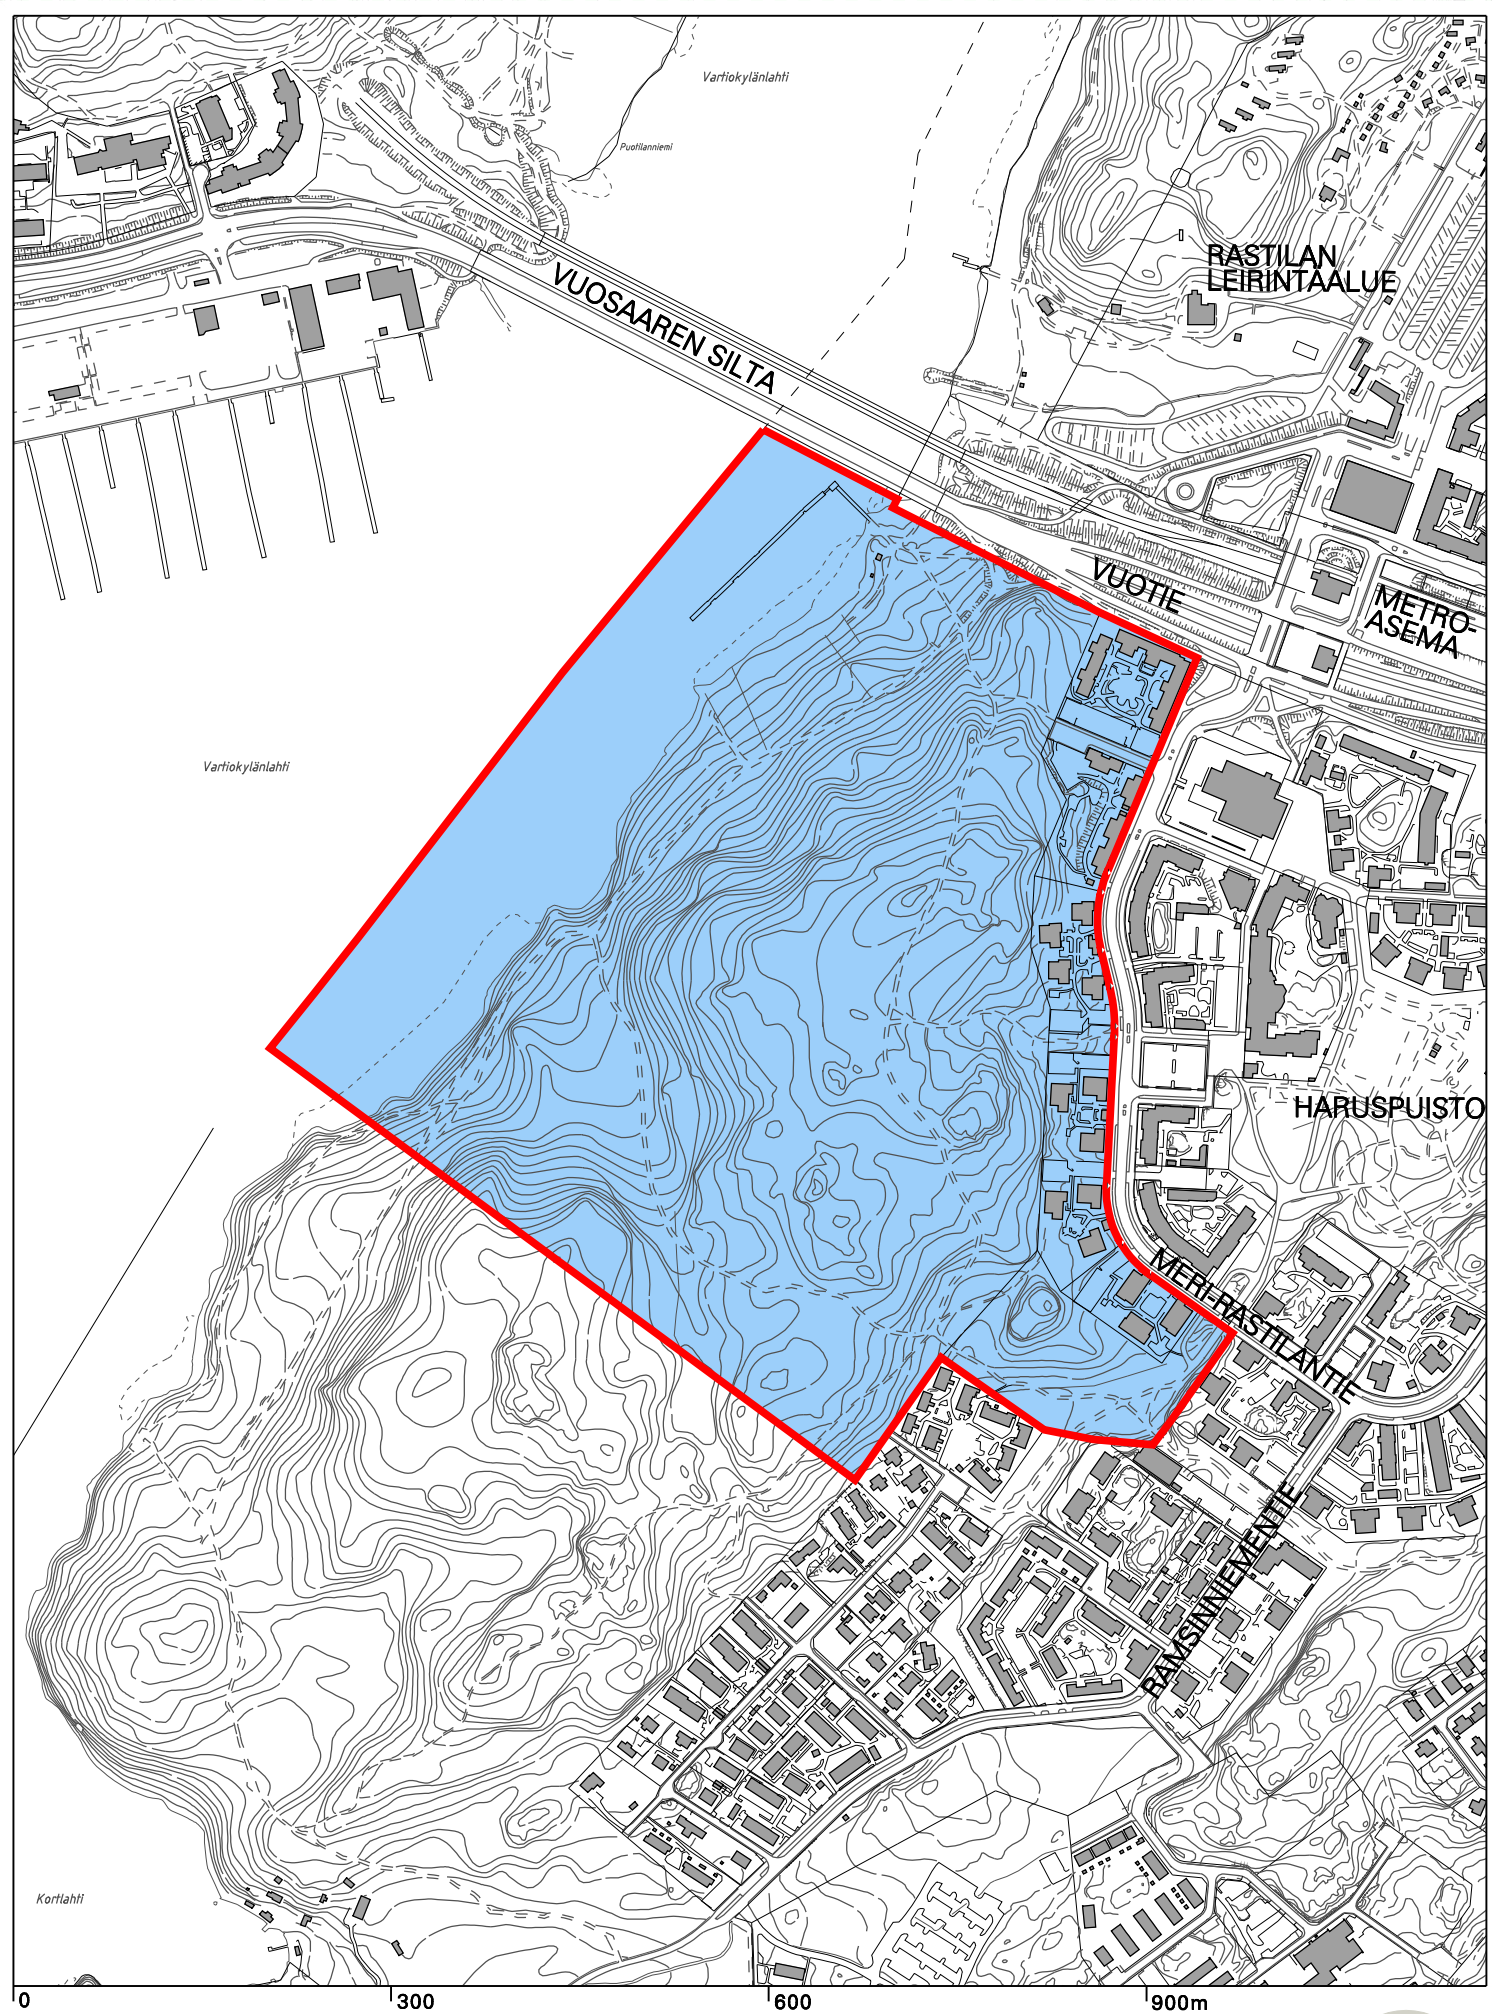 Vartiokylänlahti
Puotilanniemi
RASTILAN
LEIRINTAALUE
VUOSAAREN SILTA
VUOTIE
METRO-
ASEMA
Vartiokylänlahti
HARUSPUISTO
MERI-RASTILANTIE
RAMSINNIEMENTIE
Kortlahti
0 300 600 900m